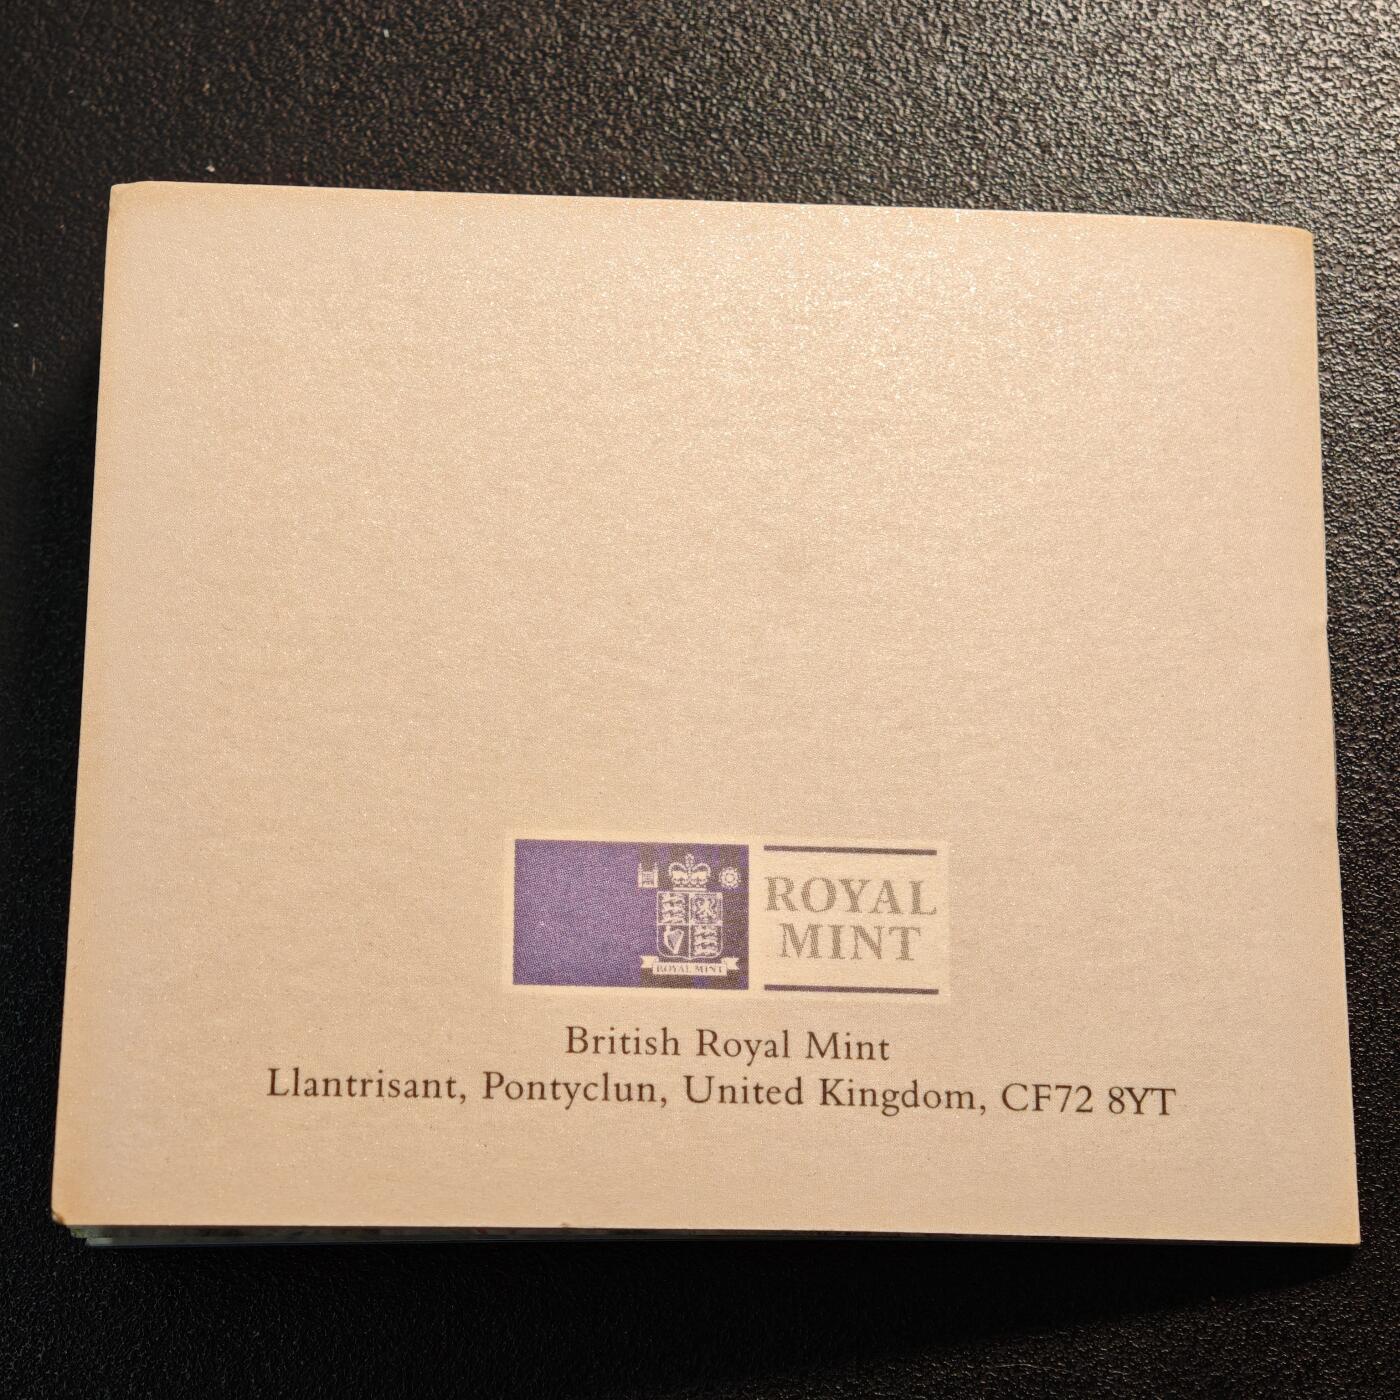 ROYAL MINT
ROYAL
MINT
British Royal Mint
Llantrisant, Pontyclun, United Kingdom, CF72 8YT